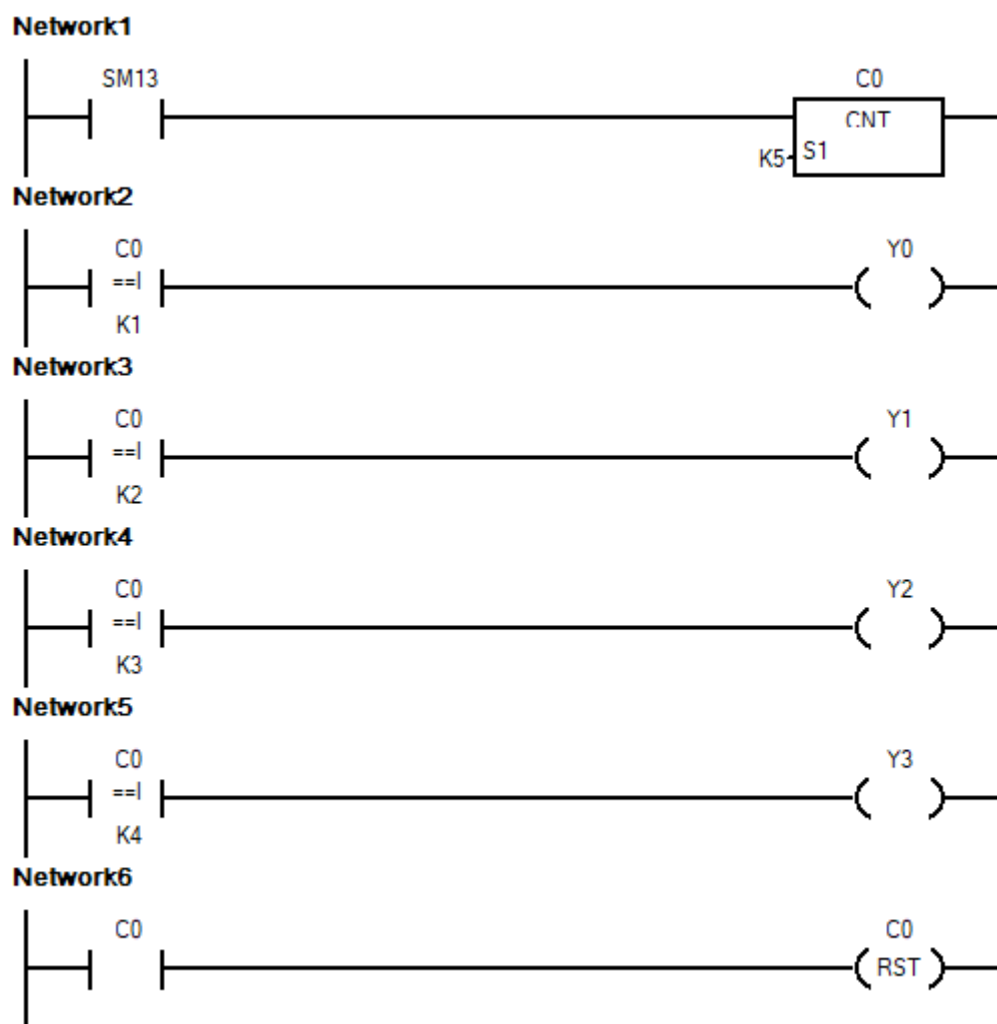 Network1
SM13 C0
CNT
K5 S1
Network2
C0 Y0
==I
K1
Network3
C0 Y1
==I
K2
Network4
C0 Y2
==I
K3
Network5
C0 Y3
==I
K4
Network6
C0 C0
RST